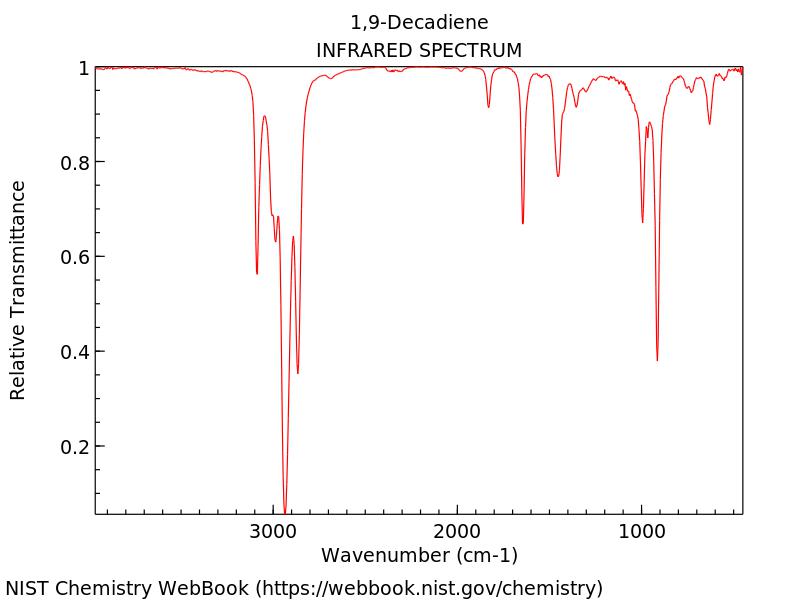 1,9-Decadiene
INFRARED SPECTRUM
1
0.8
0.6
0.4
0.2
Relative Transmittance
3000 2000 1000
Wavenumber (cm-1)
NIST Chemistry WebBook (https://webbook.nist.gov/chemistry)